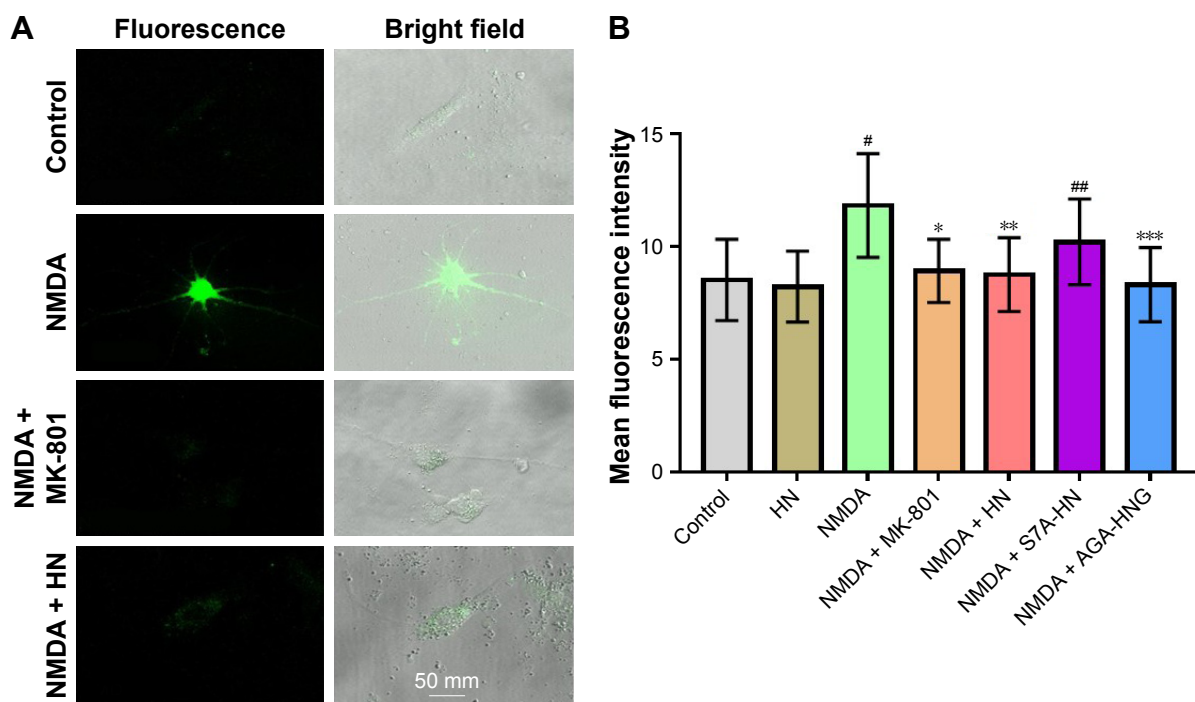 A
Fluorescence
Bright field
Control
NMDA
NMDA +
MK-801
NMDA + HN
50 mm
B
Mean fluorescence intensity
15
10
5
0
#
*
**
##
***
Control
HN
NMDA
NMDA + MK-801
NMDA + HN
NMDA + S7A-HN
NMDA + AGA-HNG